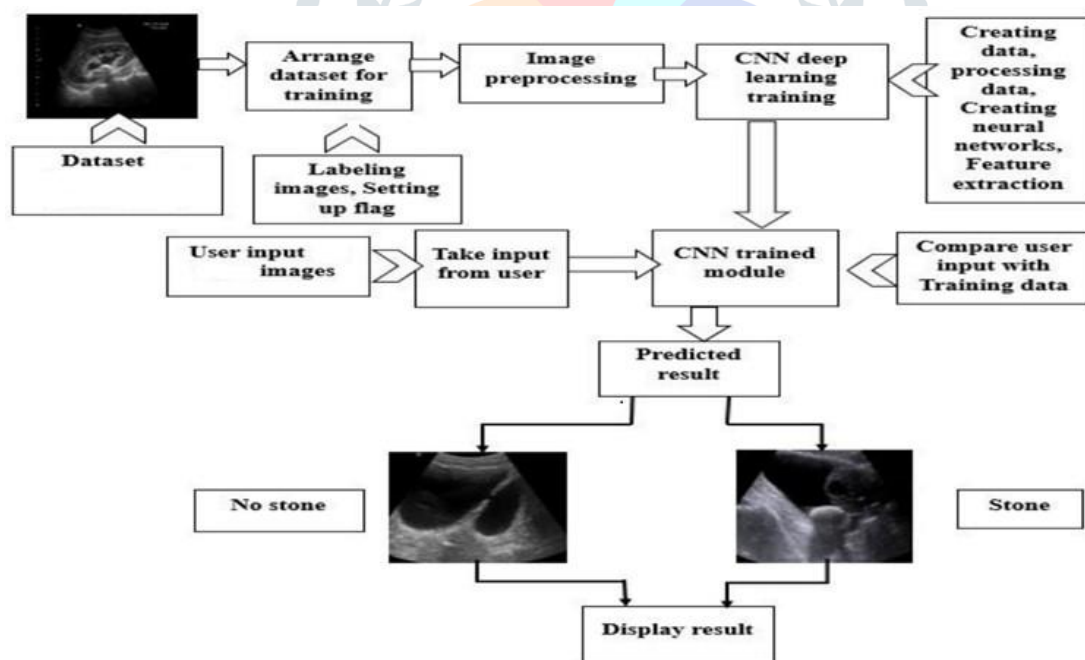 Arrange
dataset for
training
Image
preprocessing
CNN deep
learning
training
Creating
data,
processing
data,
Creating
neural
networks,
Feature
extraction
Dataset
Labeling
images, Setting
up flag
User input
images
Take input
from user
CNN trained
module
Compare user
input with
Training data
Predicted
result
No stone
Stone
Display result